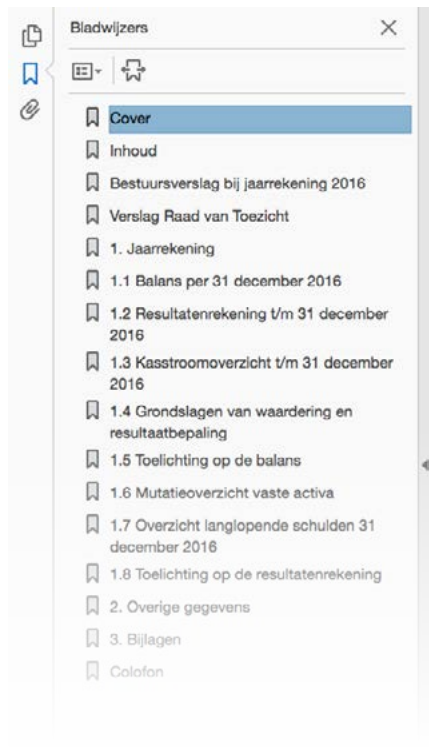 Bladwijzers
Cover
Inhoud
Bestuursverslag bij jaarrekening 2016
Verslag Raad van Toezicht
1. Jaarrekening
1.1 Balans per 31 december 2016
1.2 Resultatenrekening t/m 31 december
2016
1.3 Kasstroomoverzicht t/m 31 december
2016
1.4 Grondslagen van waardering en
resultaatbepaling
1.5 Toelichting op de balans
1.6 Mutatieoverzicht vaste activa
1.7 Overzicht langlopende schulden 31
december 2016
1.8 Toelichting op de resultatenrekening
2. Overige gegevens
3. Bijlagen
Colofon